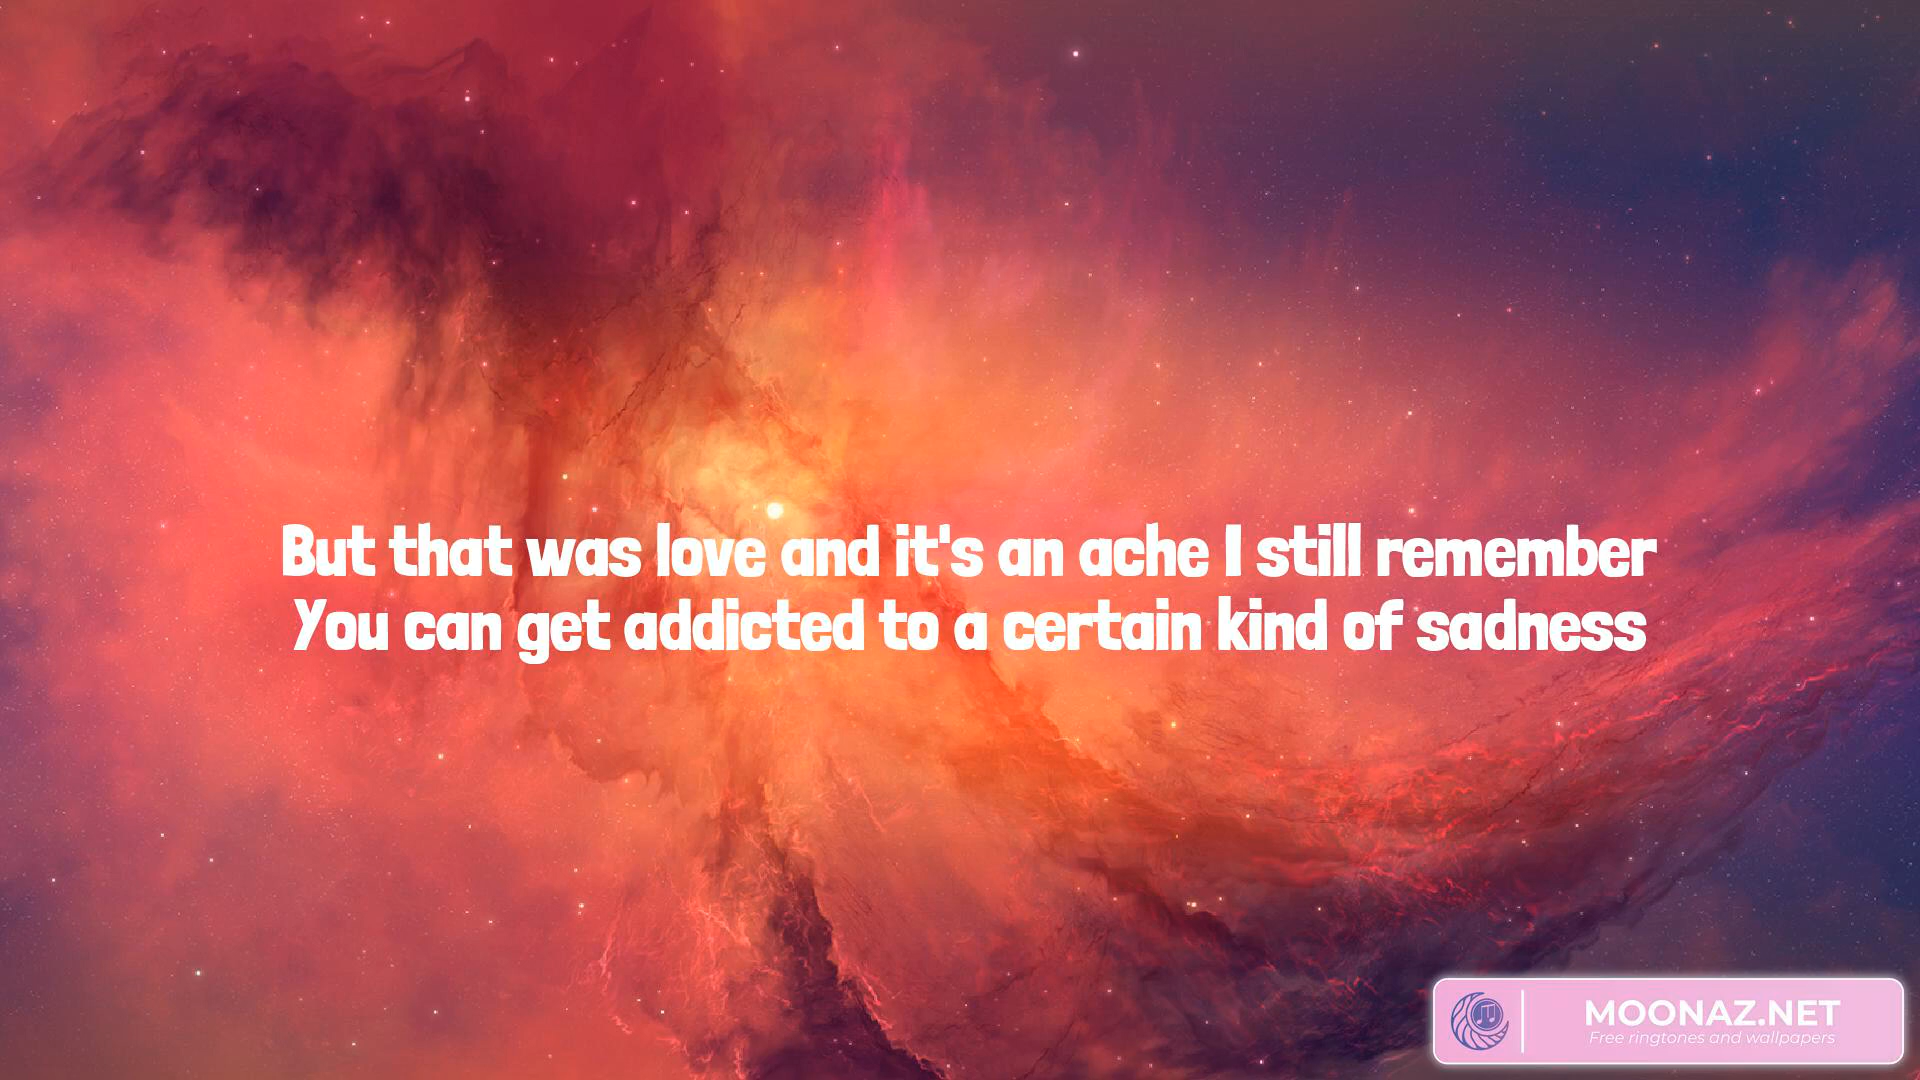 But that was love and it's an ache I still remember
You can get addicted to a certain kind of sadness
MOONAZ.NET
Free ringtones and wallpapers